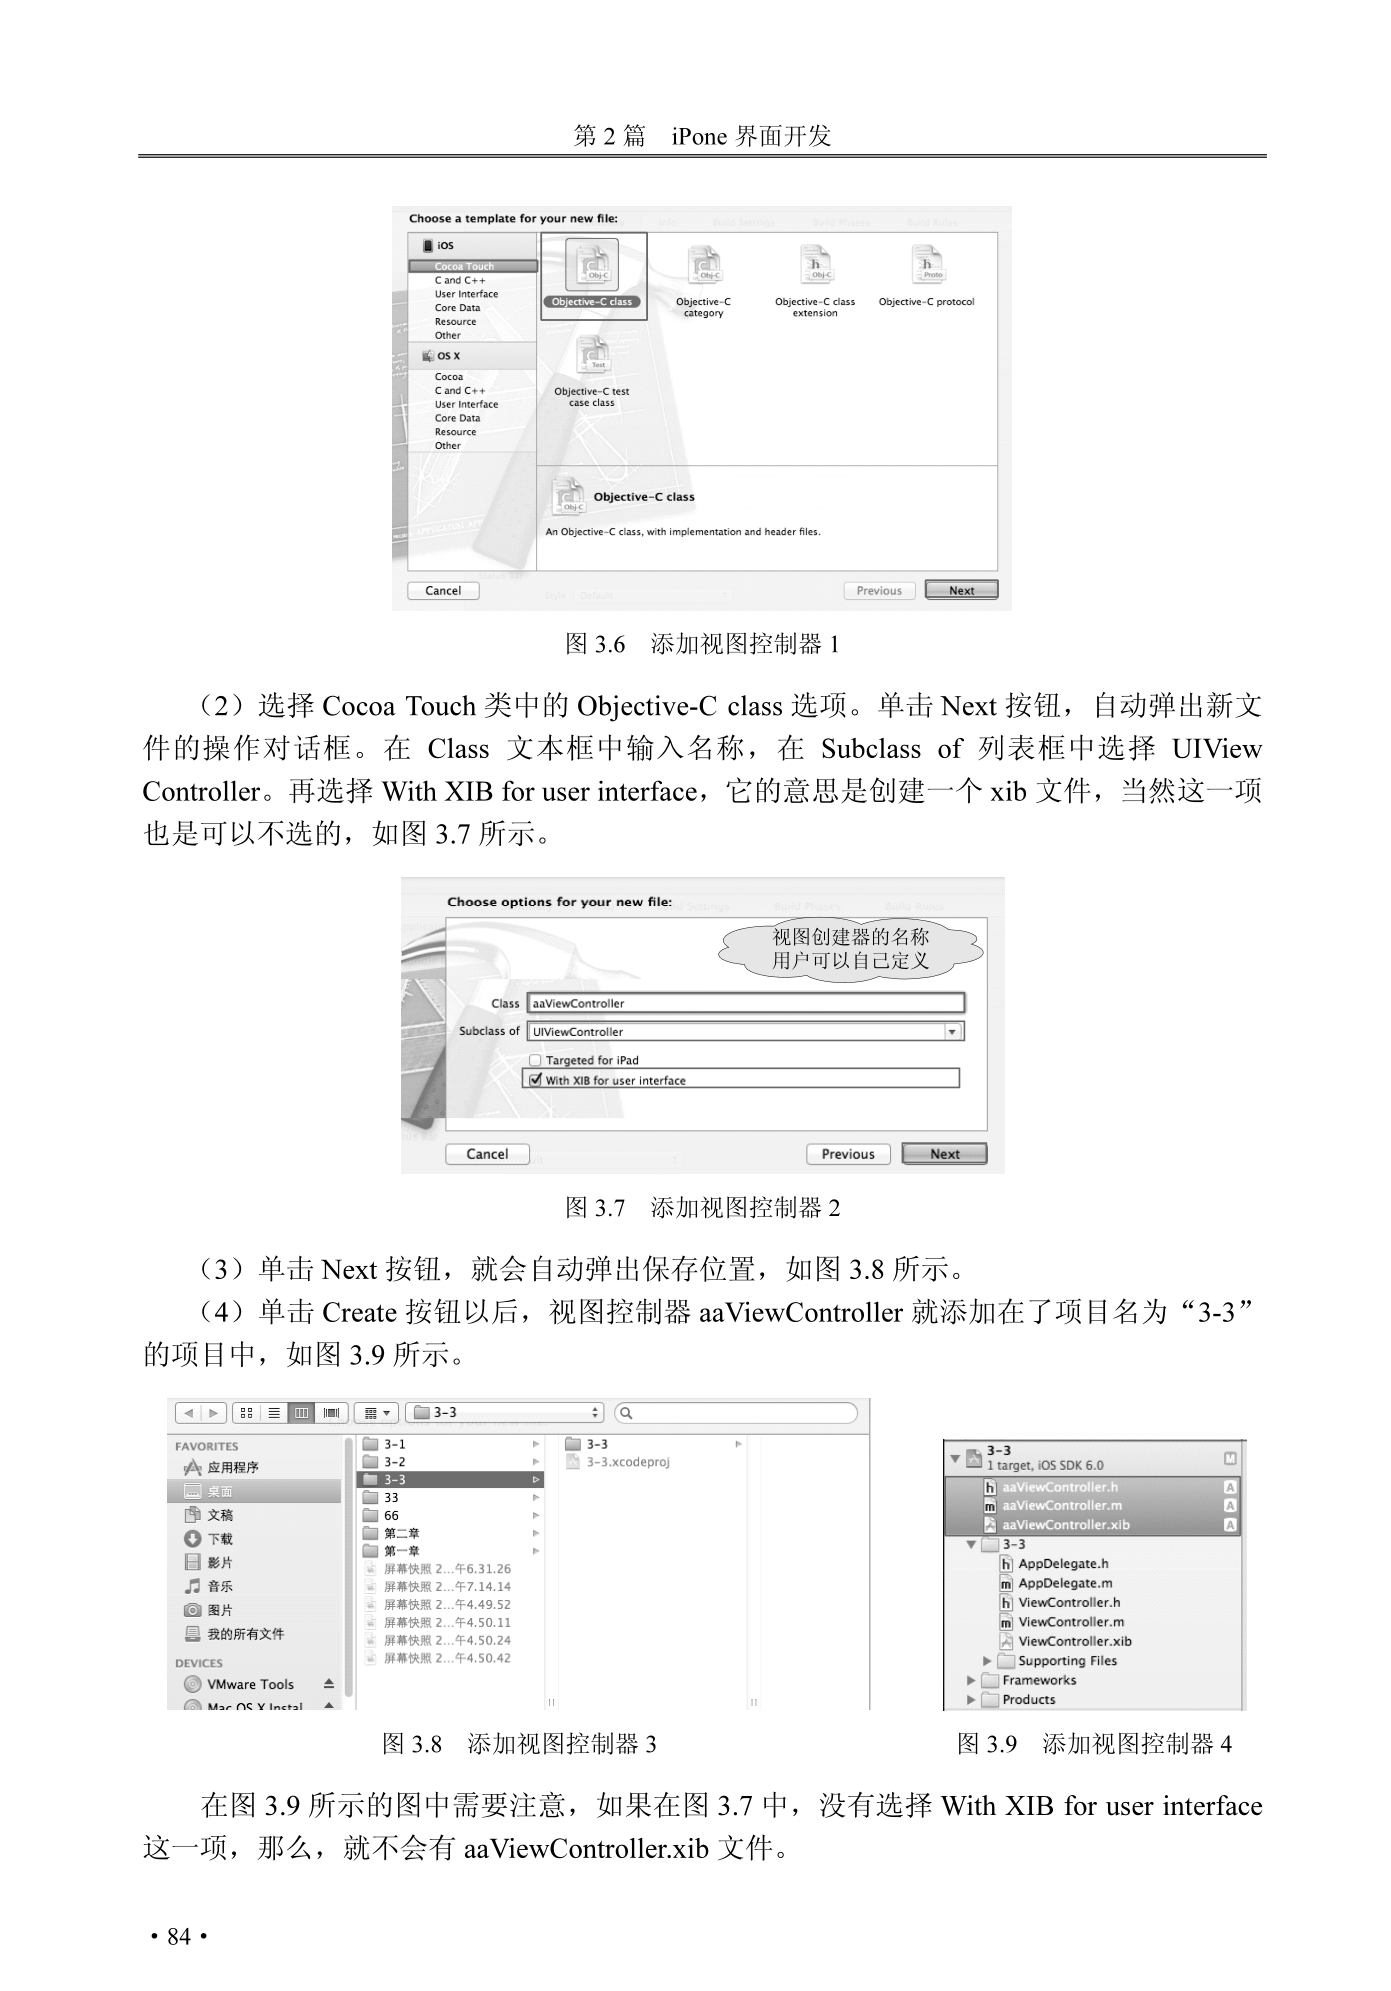 第 2 篇 iPone 界面开发
Choose a template for your new file:
iOS
Cocoa Touch
C and C++
User Interface
Core Data
Resource
Other
OS X
Cocoa
C and C++
User Interface
Core Data
Resource
Other
Objective-C class
Objective-C
category
Objective-C class
extension
Objective-C protocol
Objective-C test
case class
Objective-C class
An Objective-C class, with implementation and header files.
Cancel
Previous
Next
图 3.6 添加视图控制器 1
（2）选择 Cocoa Touch 类中的 Objective-C class 选项。单击 Next 按钮，自动弹出新文
件的操作对话框。在 Class 文本框中输入名称，在 Subclass of 列表框中选择 UIView
Controller。再选择 With XIB for user interface，它的意思是创建一个 xib 文件，当然这一项
也是可以不选的，如图 3.7 所示。
Choose options for your new file:
视图创建器的名称
用户可以自己定义
Class aaViewController
Subclass of UIViewController
Targeted for iPad
With XIB for user interface
Cancel
Previous
Next
图 3.7 添加视图控制器 2
（3）单击 Next 按钮，就会自动弹出保存位置，如图 3.8 所示。
（4）单击 Create 按钮以后，视图控制器 aaViewController 就添加在了项目名为“3-3”
的项目中，如图 3.9 所示。
3-3
FAVORITES
应用程序
桌面
文稿
下载
影片
音乐
图片
我的所有文件
DEVICES
VMware Tools
Mac OS X Instal
3-1
3-2
3-3
33
66
第二章
第一章
屏幕快照 2...午6.31.26
屏幕快照 2...午7.14.14
屏幕快照 2...午4.49.52
屏幕快照 2...午4.50.11
屏幕快照 2...午4.50.24
屏幕快照 2...午4.50.42
3-3
3-3.xcodeproj
3-3
1 target, iOS SDK 6.0
M
h aaViewController.h A
m aaViewController.m A
aaViewController.xib A
3-3
h AppDelegate.h
m AppDelegate.m
h ViewController.h
m ViewController.m
ViewController.xib
Supporting Files
Frameworks
Products
图 3.8 添加视图控制器 3
图 3.9 添加视图控制器 4
在图 3.9 所示的图中需要注意，如果在图 3.7 中，没有选择 With XIB for user interface
这一项，那么，就不会有 aaViewController.xib 文件。
· 84 ·